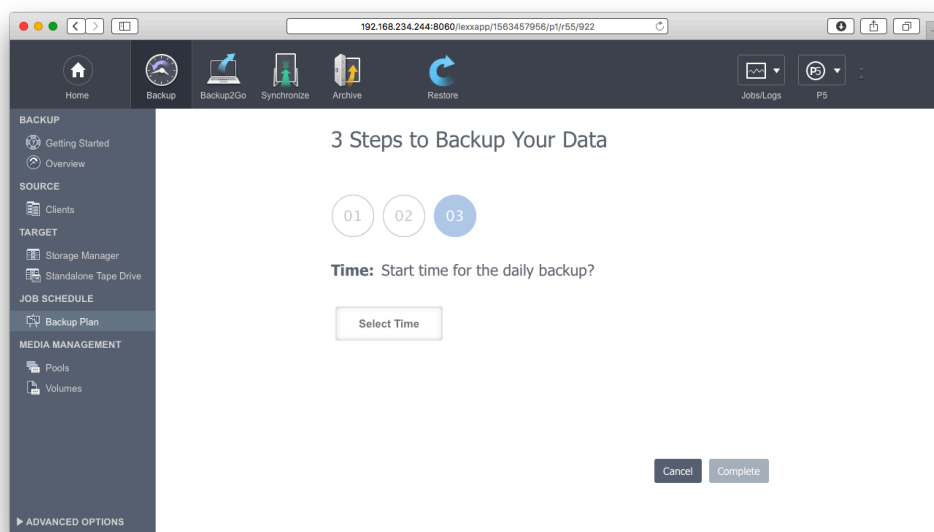 192.168.234.244:8060/lexxapp/1563457956/p1/r55/922
Home
Backup
Backup2Go
Synchronize
Archive
Restore
Jobs/Logs
P5
P5
BACKUP
Getting Started
Overview
SOURCE
Clients
TARGET
Storage Manager
Standalone Tape Drive
JOB SCHEDULE
Backup Plan
MEDIA MANAGEMENT
Pools
Volumes
ADVANCED OPTIONS
3 Steps to Backup Your Data
01 02 03
Time: Start time for the daily backup?
Select Time
Cancel Complete